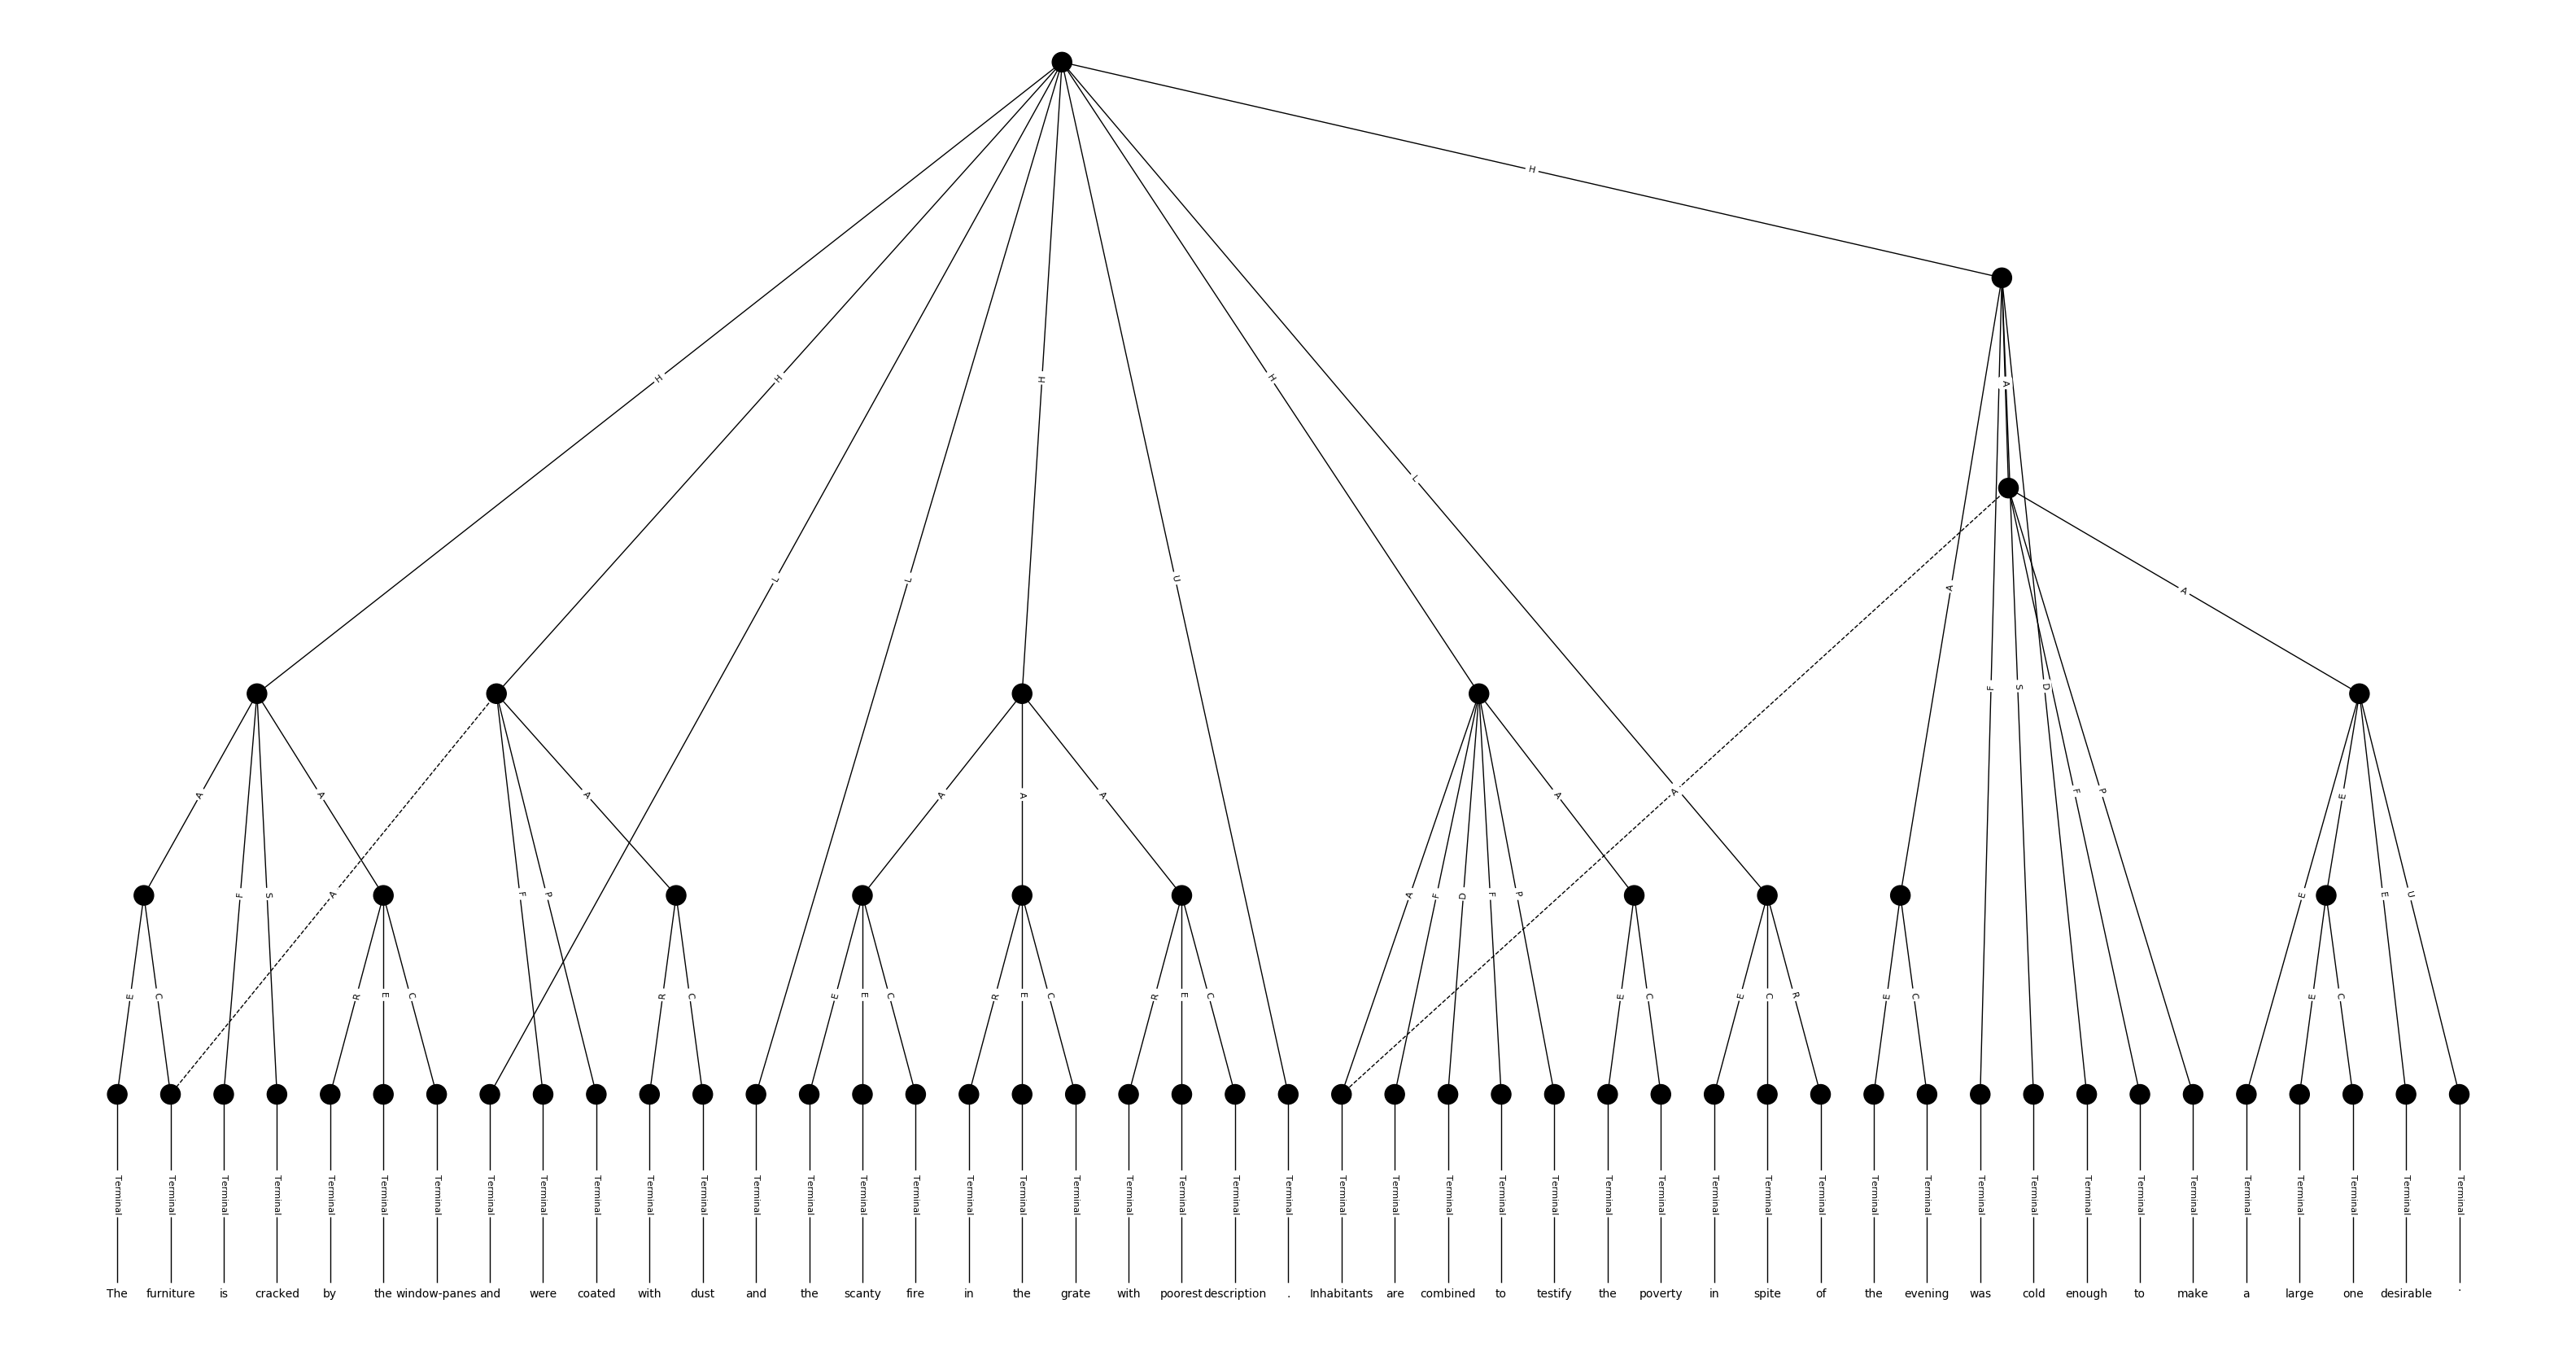 H
H
H
L
L
H
U
H
L
A
A
F
S
D
A
F
P
A
A
F
S
A
A
F
P
A
A
A
A
A
F
D
F
P
A
E
E
E
U
E C
R E C
R C
E E C
R E C
R E C
E C
E C R
E C
E C
Terminal Terminal Terminal Terminal Terminal Terminal Terminal Terminal Terminal Terminal Terminal Terminal Terminal Terminal Terminal Terminal Terminal Terminal Terminal Terminal Terminal Terminal Terminal Terminal Terminal Terminal Terminal Terminal Terminal Terminal Terminal Terminal Terminal Terminal Terminal Terminal Terminal Terminal Terminal Terminal Terminal Terminal Terminal Terminal Terminal
The furniture is cracked by the window-panes and were coated with dust and the scanty fire in the grate with poorest description . Inhabitants are combined to testify the poverty in spite of the evening was cold enough to make a large one desirable .